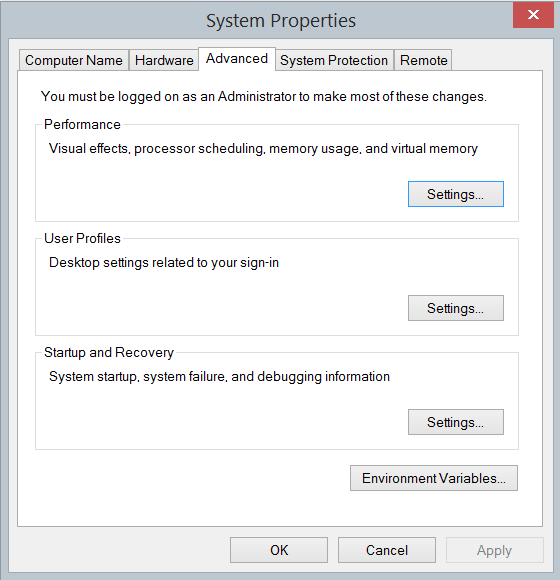 System Properties
Computer Name Hardware Advanced System Protection Remote
You must be logged on as an Administrator to make most of these changes.
Performance
Visual effects, processor scheduling, memory usage, and virtual memory
Settings...
User Profiles
Desktop settings related to your sign-in
Settings...
Startup and Recovery
System startup, system failure, and debugging information
Settings...
Environment Variables...
OK Cancel Apply